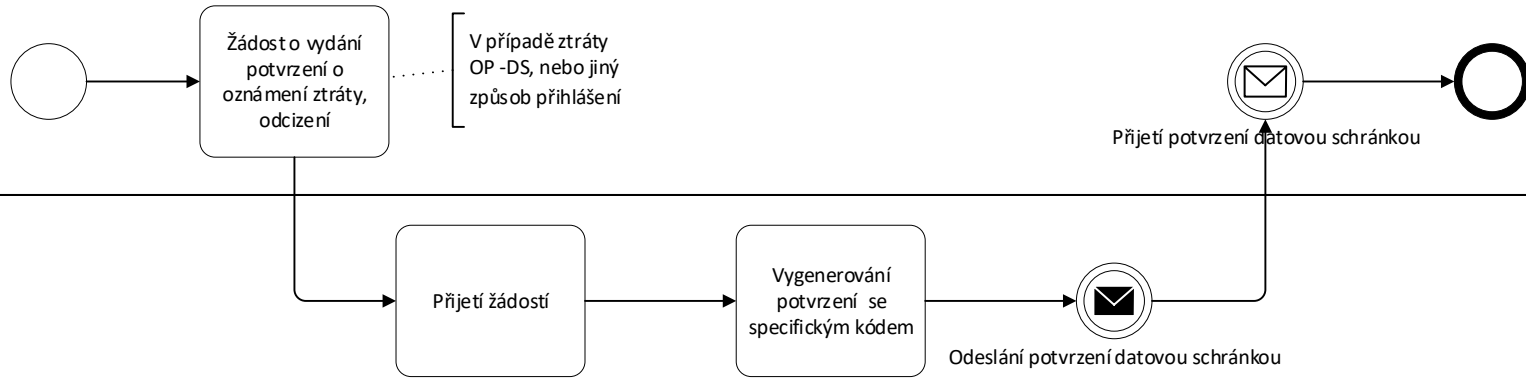 Žádost o vydání
potvrzení o
oznámení ztráty,
odcizení
V případě ztráty
OP -DS, nebo jiný
způsob přihlášení
Přijetí potvrzení datovou schránkou
Přijetí žádostí
Vygenerování
potvrzení se
specifickým kódem
Odeslání potvrzení datovou schránkou